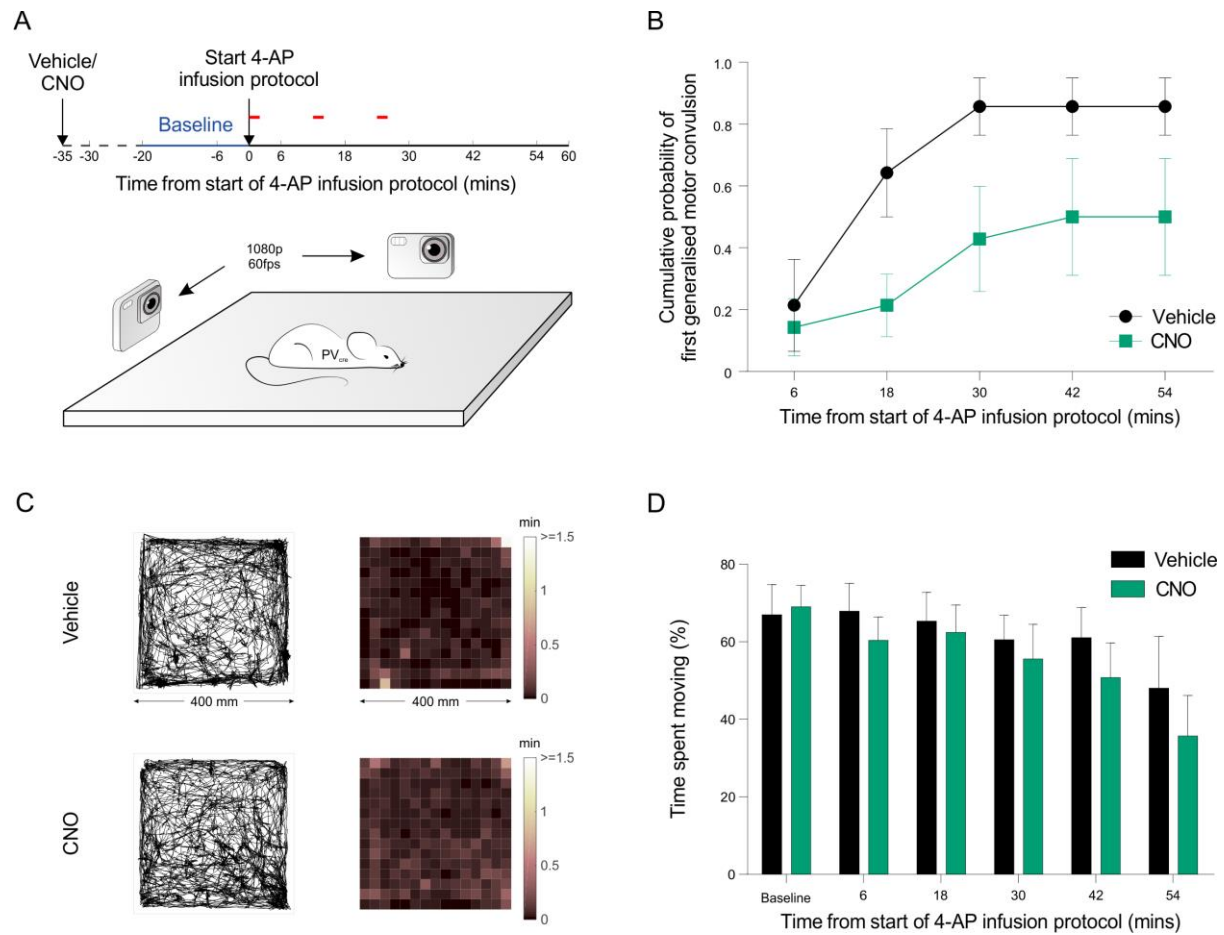 A
Vehicle/
CNO
Start 4-AP
infusion protocol
Baseline
-35 -30 -20 -6 0 6 18 30 42 54 60
Time from start of 4-AP infusion protocol (mins)
1080p
60fps
PVcre
B
Cumulative probability of
first generalised motor convulsion
1.0
0.8
0.6
0.4
0.2
0
Vehicle
CNO
6 18 30 42 54
Time from start of 4-AP infusion protocol (mins)
C
Vehicle
400 mm
min
>=1.5
1
0.5
0
400 mm
CNO
min
>=1.5
1
0.5
0
D
Time spent moving (%)
80
60
40
20
0
Vehicle
CNO
Baseline 6 18 30 42 54
Time from start of 4-AP infusion protocol (mins)